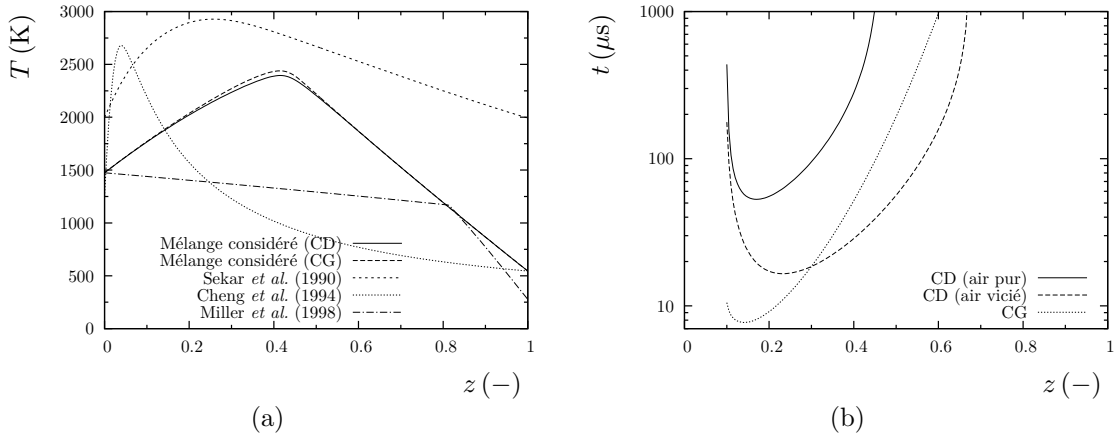 T (K)
3000
2500
2000
1500
1000
500
250
0
0
0.2
0.4
0.6
0.8
1
z (−)
Mélange considéré (CD)
Mélange considéré (CG)
Sekar et al. (1990)
Cheng et al. (1994)
Miller et al. (1998)
(a)
t (μs)
1000
100
10
0
0.2
0.4
0.6
0.8
1
z (−)
CD (air pur)
CD (air vicié)
CG
(b)